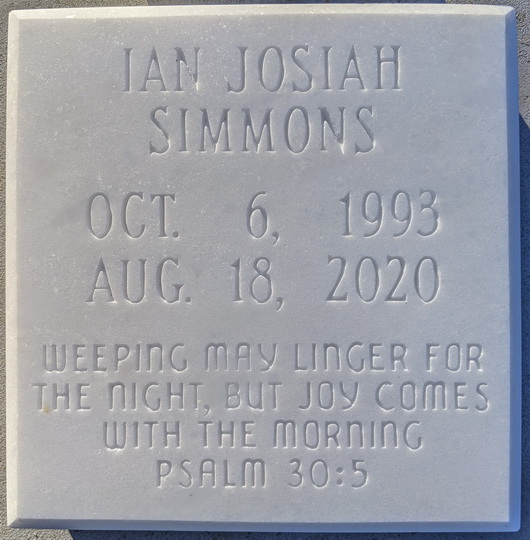 IAN JOSIAH
SIMMONS
OCT. 6, 1993
AUG. 18, 2020
WEEPING MAY LINGER FOR
THE NIGHT, BUT JOY COMES
WITH THE MORNING
PSALM 30:5